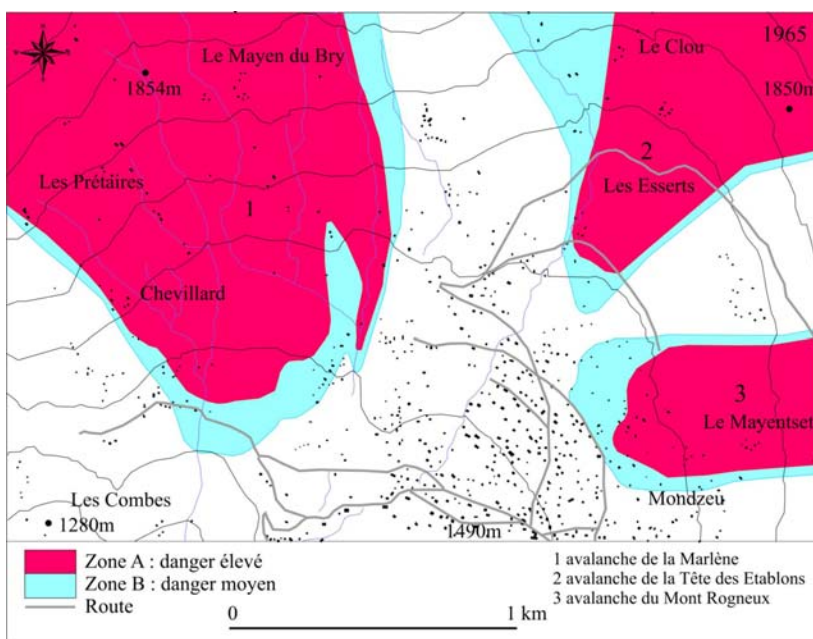 1965
Le Clou
Le Mayen du Bry
1854m
1850m
2
Les Prétaires
Les Esserts
1
Chevillard
3
Le Mayentset
Les Combes
Mondzeu
1280m
1490m
Zone A : danger élevé
Zone B : danger moyen
Route
0
1 km
1 avalanche de la Marlène
2 avalanche de la Tête des Etablons
3 avalanche du Mont Rogneux